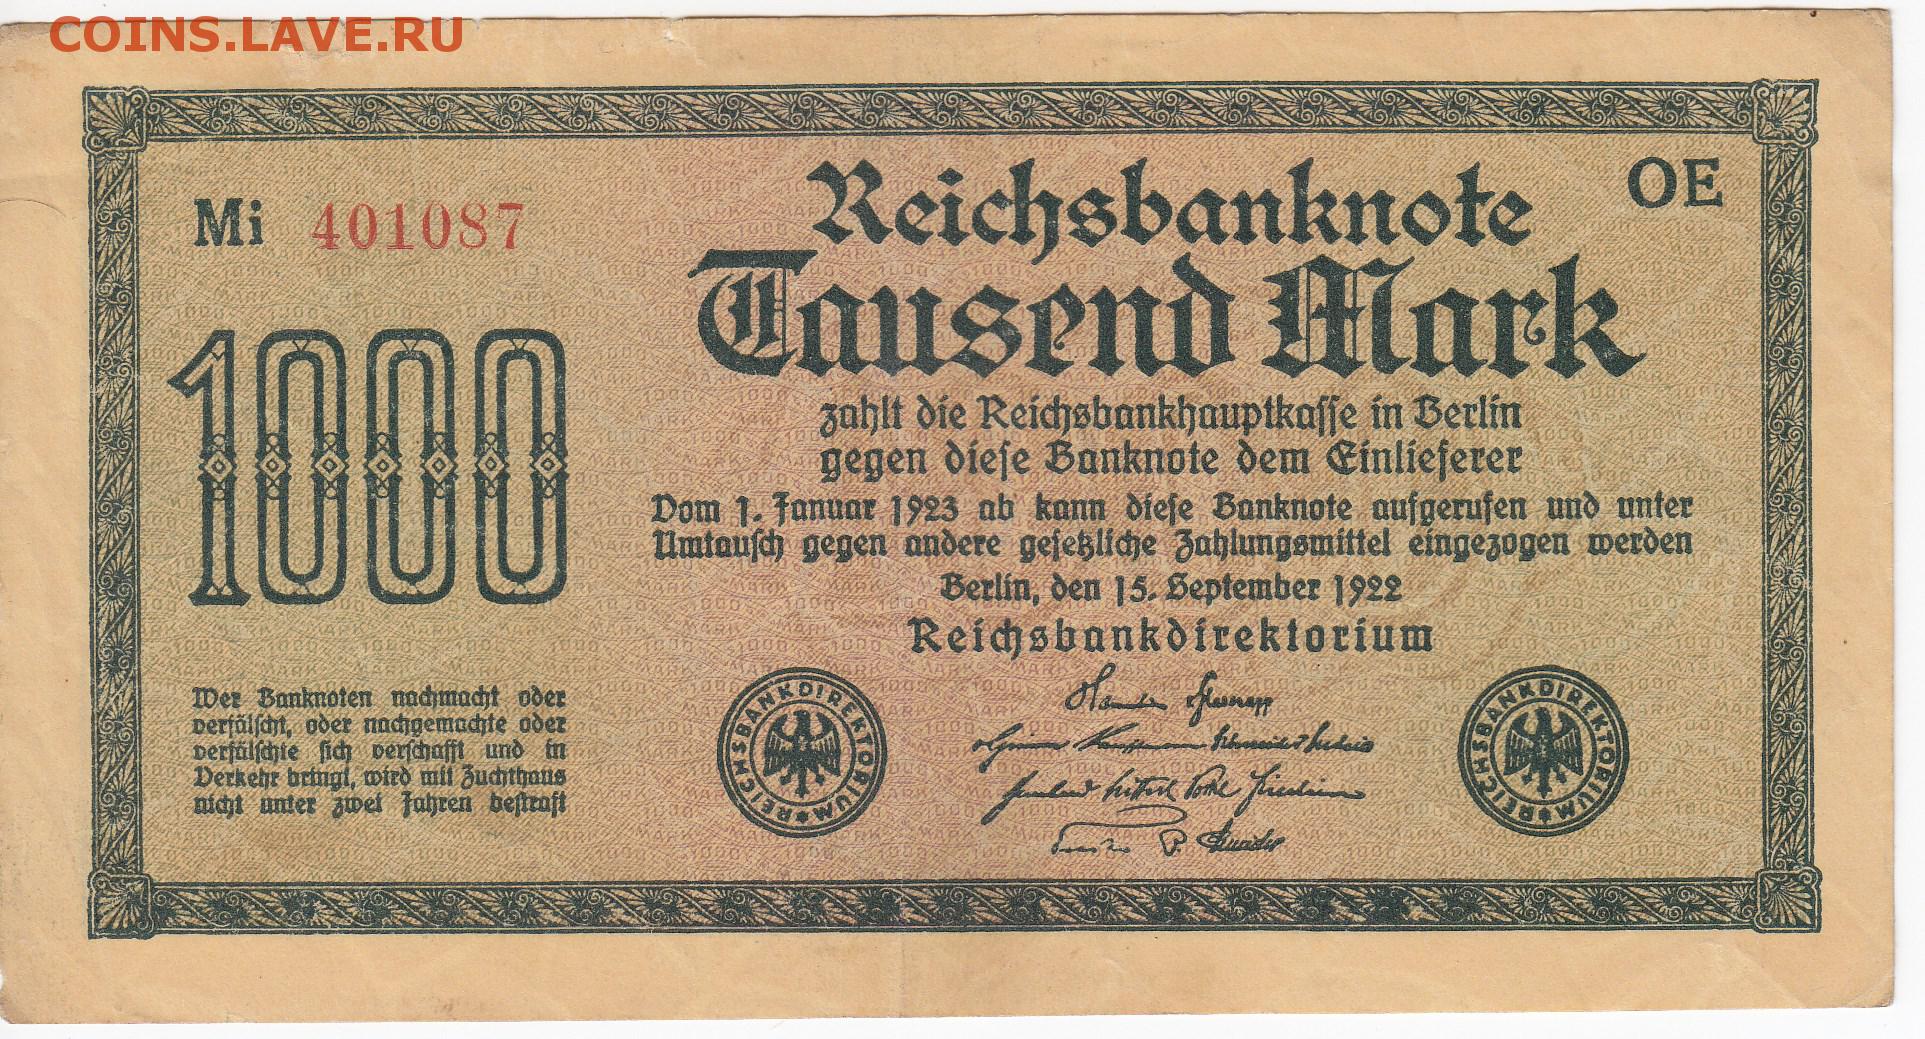 COINS.LAVE.RU
Mi 401087
OE
Reichsbanknote
Tausend Mark
1000
zahlt die Reichsbankhauptkasse in Berlin
gegen diese Banknote dem Einlieferer
Vom 1. Januar 1923 ab kann diese Banknote aufgerufen und unter
Umtausch gegen andere gesetzliche Zahlungsmittel eingezogen werden
Berlin, den 15. September 1922
Reichsbankdirektorium
Wer Banknoten nachmacht oder
verfälscht, oder nachgemachte oder
verfälschte sich verschafft und in
Verkehr bringt, wird mit Zuchthaus
nicht unter zwei Jahren bestraft
REICHSBANKDIREKTORIUM
REICHSBANKDIREKTORIUM